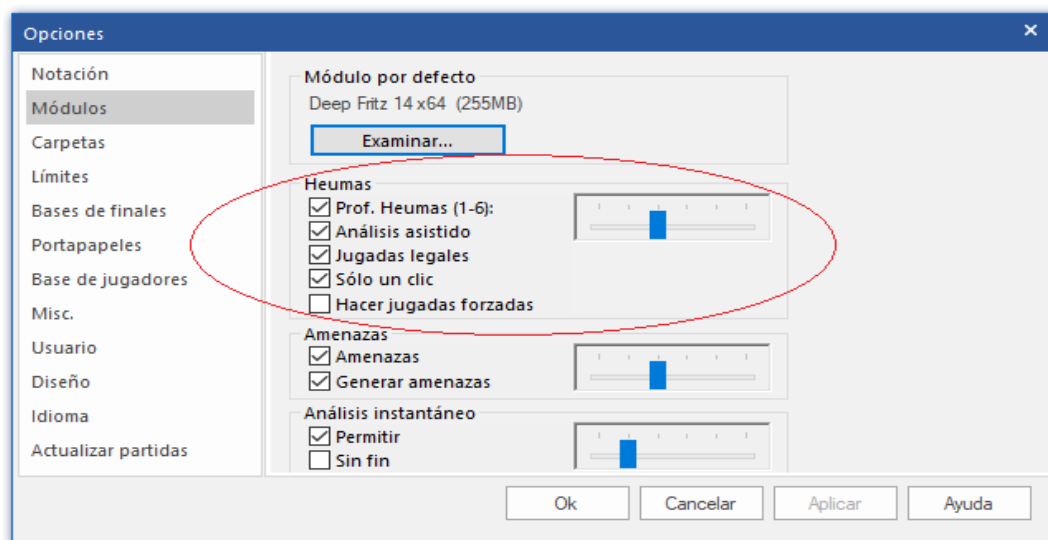 Opciones
Notación
Módulos
Carpetas
Límites
Bases de finales
Portapapeles
Base de jugadores
Misc.
Usuario
Diseño
Idioma
Actualizar partidas
Módulo por defecto
Deep Fritz 14 x64 (255MB)
Examinar...
Heumas
Prof. Heumas (1-6):
Análisis asistido
Jugadas legales
Sólo un clic
Hacer jugadas forzadas
Amenazas
Amenazas
Generar amenazas
Análisis instantáneo
Permitir
Sin fin
Ok
Cancelar
Aplicar
Ayuda